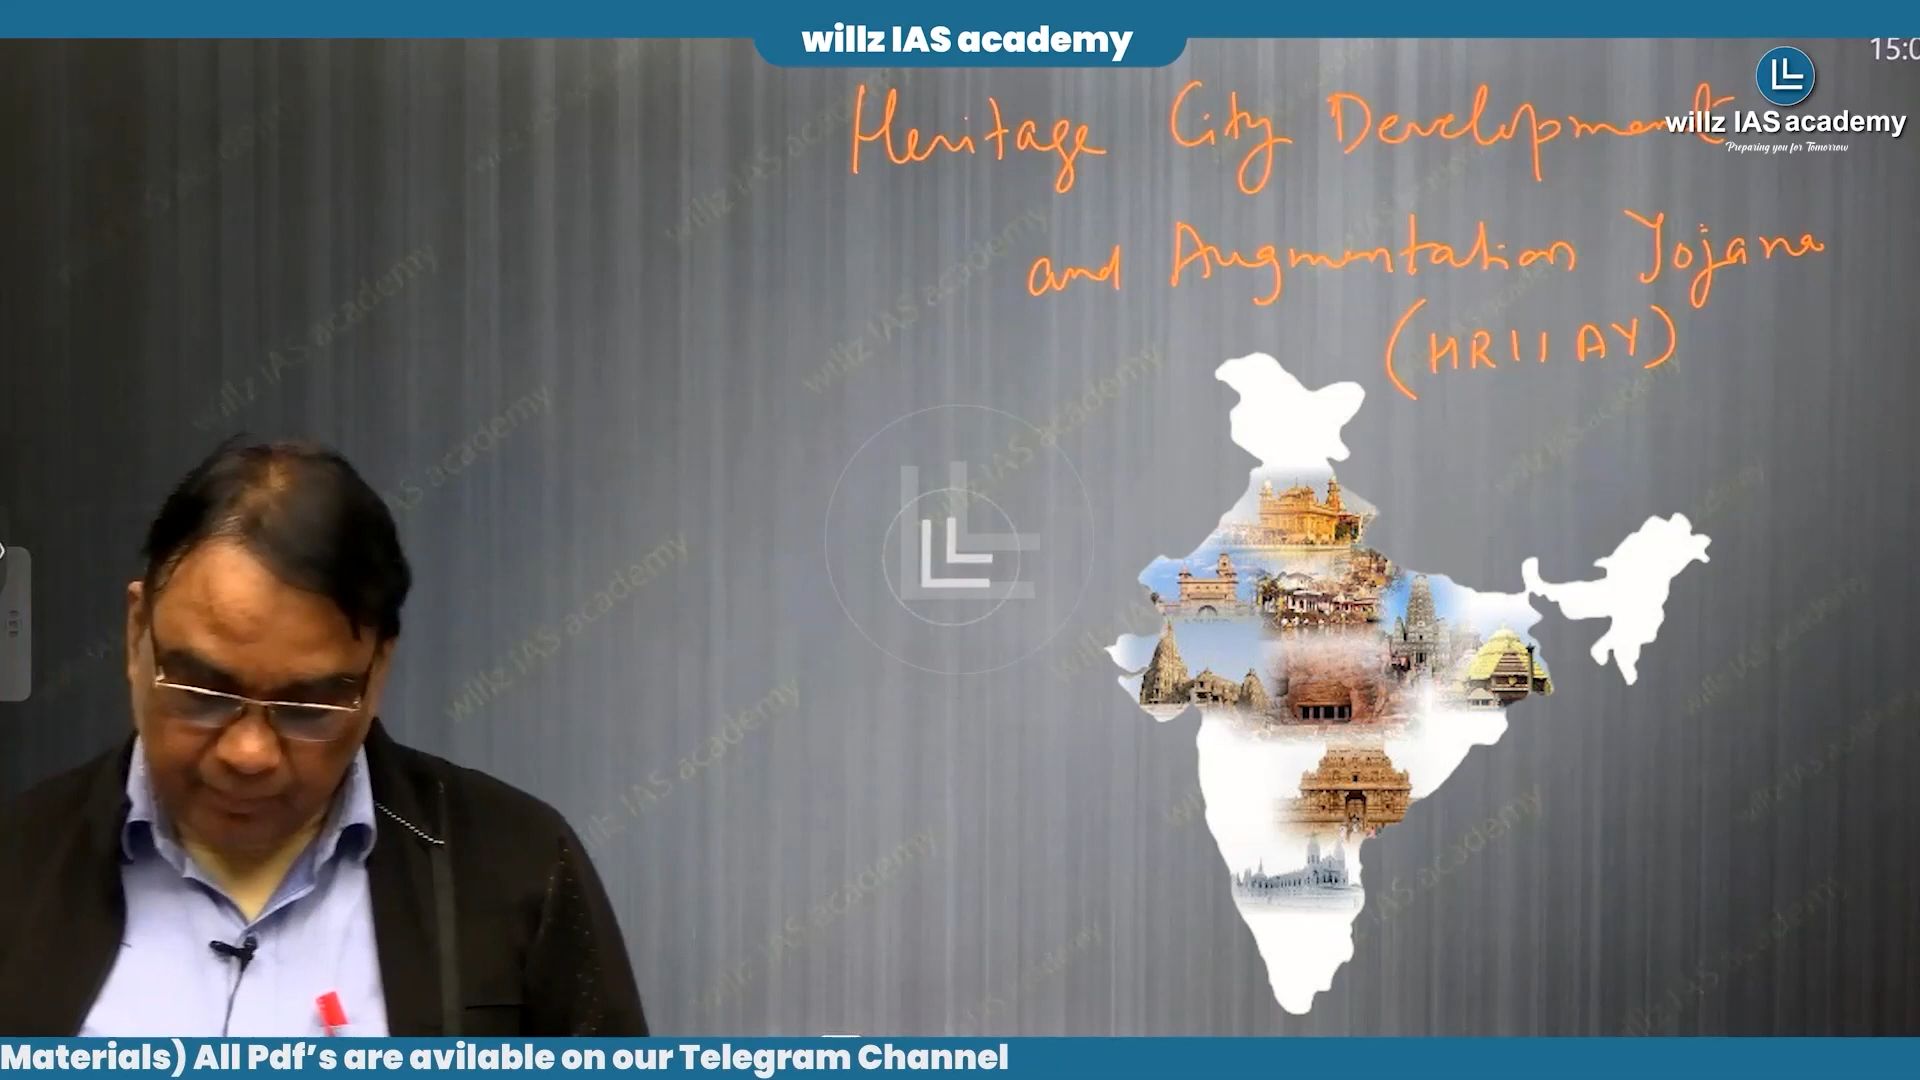 willz IAS academy
15:0
willz IAS academy
Preparing you for Tomorrow
Heritage City Development
and Augmentation Yojana
(HRIIAY)
Materials) All Pdf's are avilable on our Telegram Channel